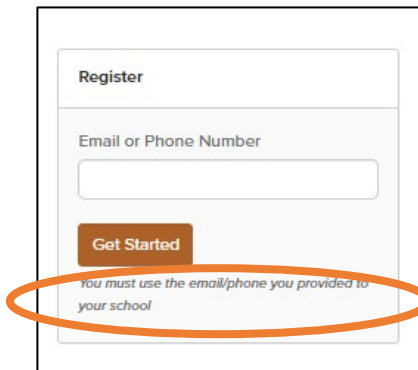 Register
Email or Phone Number
Get Started
You must use the email/phone you provided to
your school